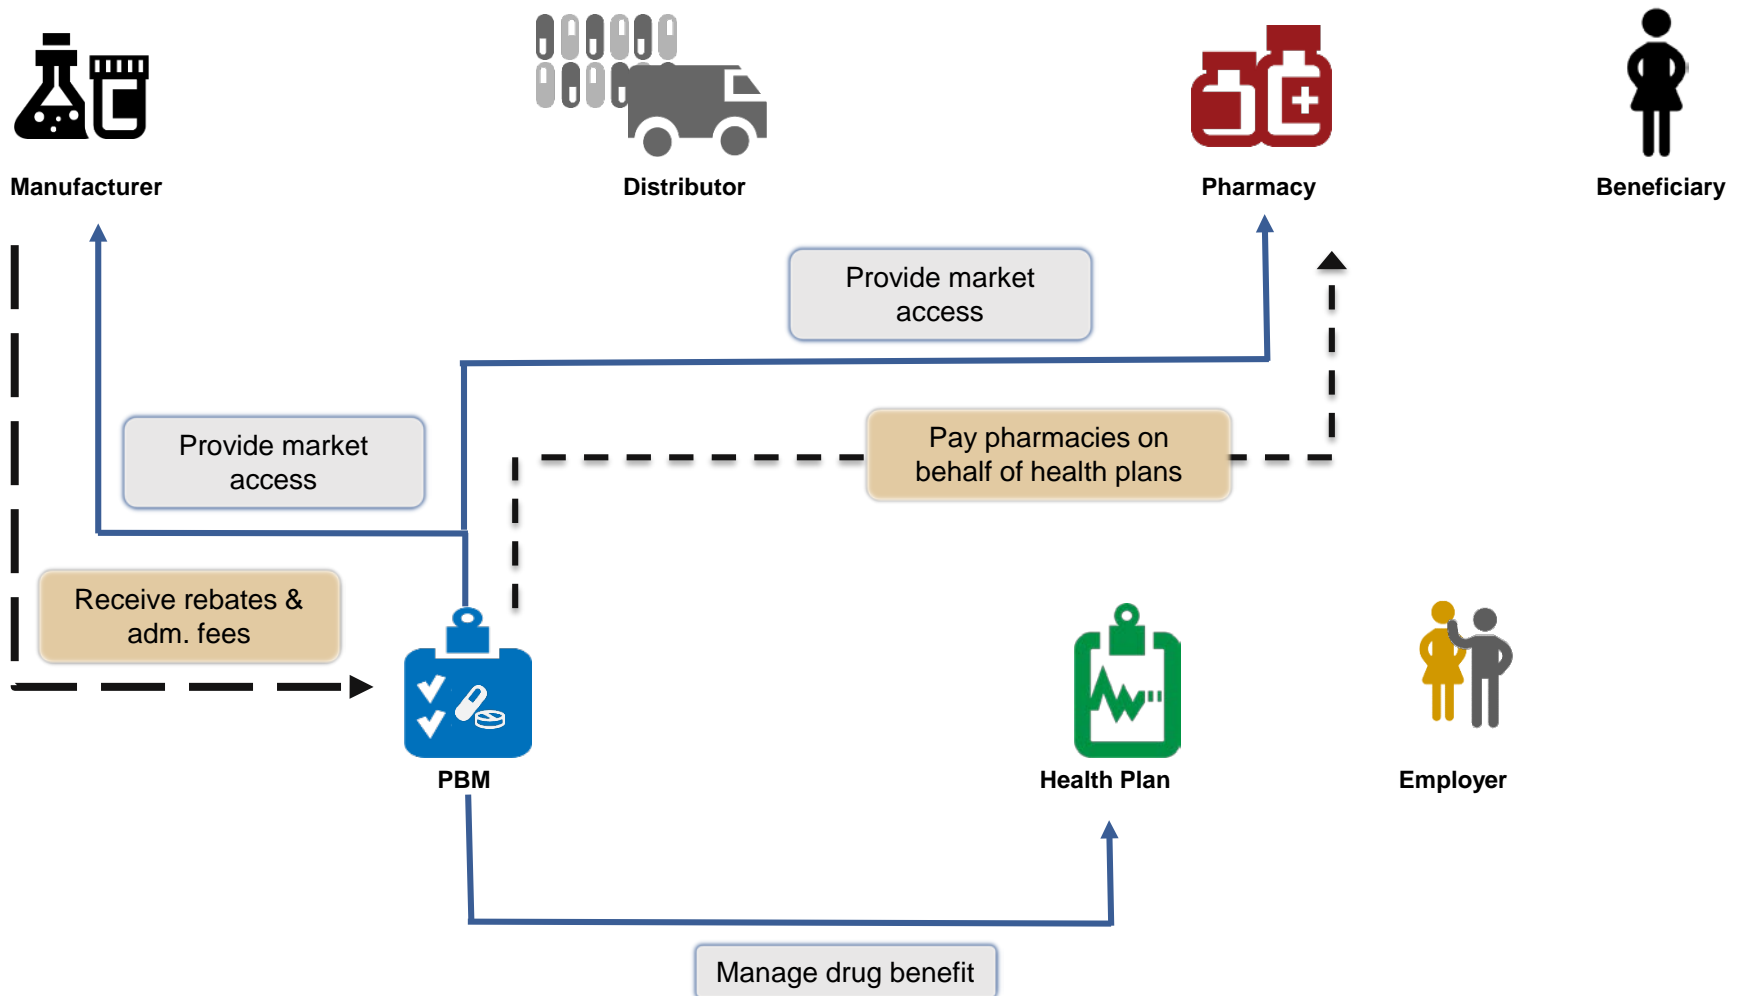 Manufacturer
Distributor
Pharmacy
Beneficiary
Provide market
access
Provide market
access
Pay pharmacies on
behalf of health plans
Receive rebates &
adm. fees
PBM
Health Plan
Employer
Manage drug benefit